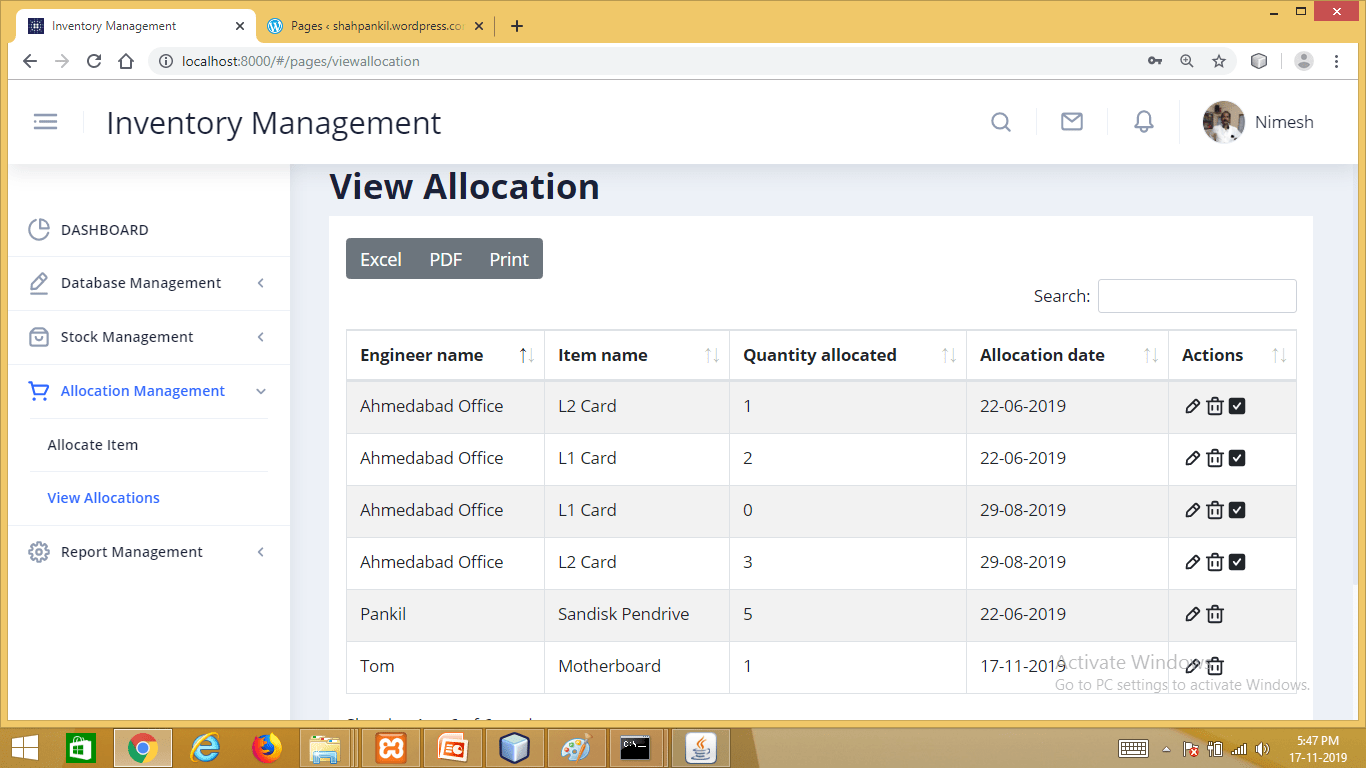 Inventory Management
Pages ‹ shahpankil.wordpress.co
localhost:8000/#/pages/viewallocation
Inventory Management
Nimesh
DASHBOARD
Database Management
Stock Management
Allocation Management
Allocate Item
View Allocations
Report Management
View Allocation
Excel PDF Print
Search:
Engineer name Item name Quantity allocated Allocation date Actions
Ahmedabad Office L2 Card 1 22-06-2019
Ahmedabad Office L1 Card 2 22-06-2019
Ahmedabad Office L1 Card 0 29-08-2019
Ahmedabad Office L2 Card 3 29-08-2019
Pankil Sandisk Pendrive 5 22-06-2019
Tom Motherboard 1 17-11-2019
Activate Windows
Go to PC settings to activate Windows.
5:47 PM
17-11-2019